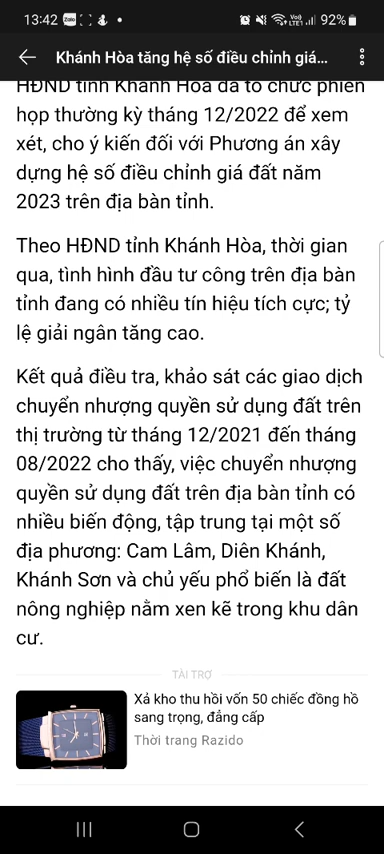 13:42 Zalo Vo) LTE1 92%
Khánh Hòa tăng hệ số điều chỉnh giá...
HĐND tỉnh Khánh Hòa đã tổ chức phiên
họp thường kỳ tháng 12/2022 để xem
xét, cho ý kiến đối với Phương án xây
dựng hệ số điều chỉnh giá đất năm
2023 trên địa bàn tỉnh.
Theo HĐND tỉnh Khánh Hòa, thời gian
qua, tình hình đầu tư công trên địa bàn
tỉnh đang có nhiều tín hiệu tích cực; tỷ
lệ giải ngân tăng cao.
Kết quả điều tra, khảo sát các giao dịch
chuyển nhượng quyền sử dụng đất trên
thị trường từ tháng 12/2021 đến tháng
08/2022 cho thấy, việc chuyển nhượng
quyền sử dụng đất trên địa bàn tỉnh có
nhiều biến động, tập trung tại một số
địa phương: Cam Lâm, Diên Khánh,
Khánh Sơn và chủ yếu phổ biến là đất
nông nghiệp nằm xen kẽ trong khu dân
cư.
TÀI TRỢ
Xả kho thu hồi vốn 50 chiếc đồng hồ
sang trọng, đẳng cấp
Thời trang Razido